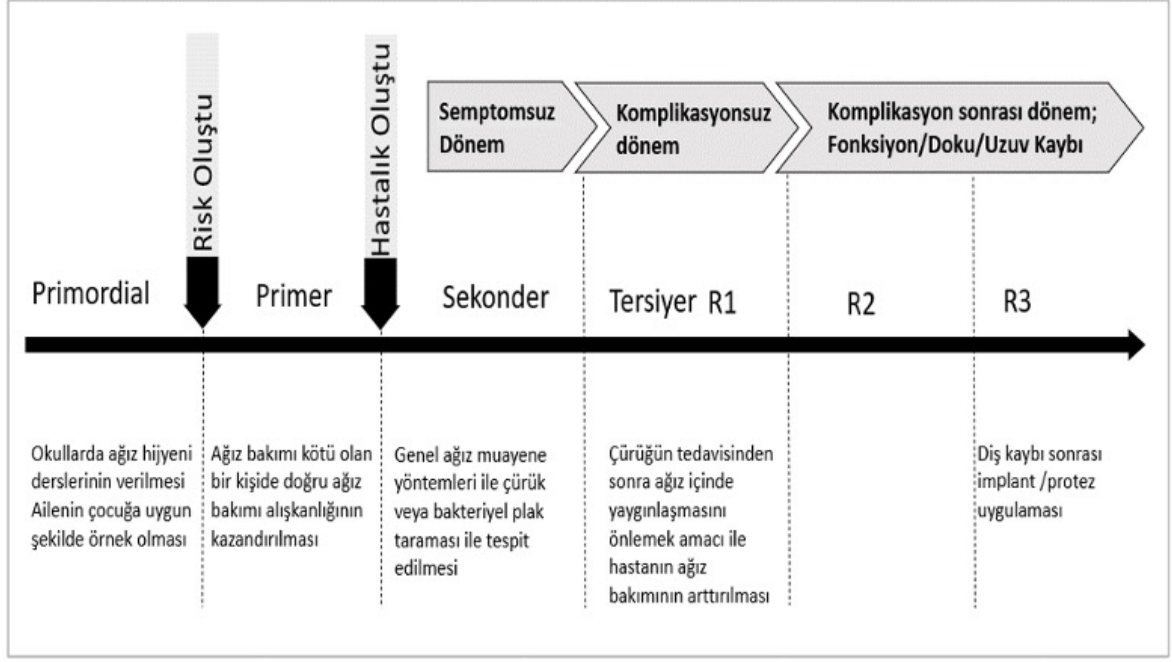 Risk Oluştu
Hastalık Oluştu
Semptomsuz
Dönem
Komplikasyonsuz
dönem
Komplikasyon sonrası dönem;
Fonksiyon/Doku/Uzuv Kaybı
Primordial
Primer
Sekonder
Tersiyer R1
R2
R3
Okullarda ağız hijyeni
derslerinin verilmesi
Ailenin çocuğa uygun
şekilde örnek olması
Ağız bakımı kötü olan
bir kişide doğru ağız
bakımı alışkanlığının
kazandırılması
Genel ağız muayene
yöntemleri ile çürük
veya bakteriyel plak
taraması ile tespit
edilmesi
Çürüğün tedavisinden
sonra ağız içinde
yaygınlaşmasını
önlemek amacı ile
hastanın ağız
bakımının arttırılması
Diş kaybı sonrası
implant /protez
uygulaması